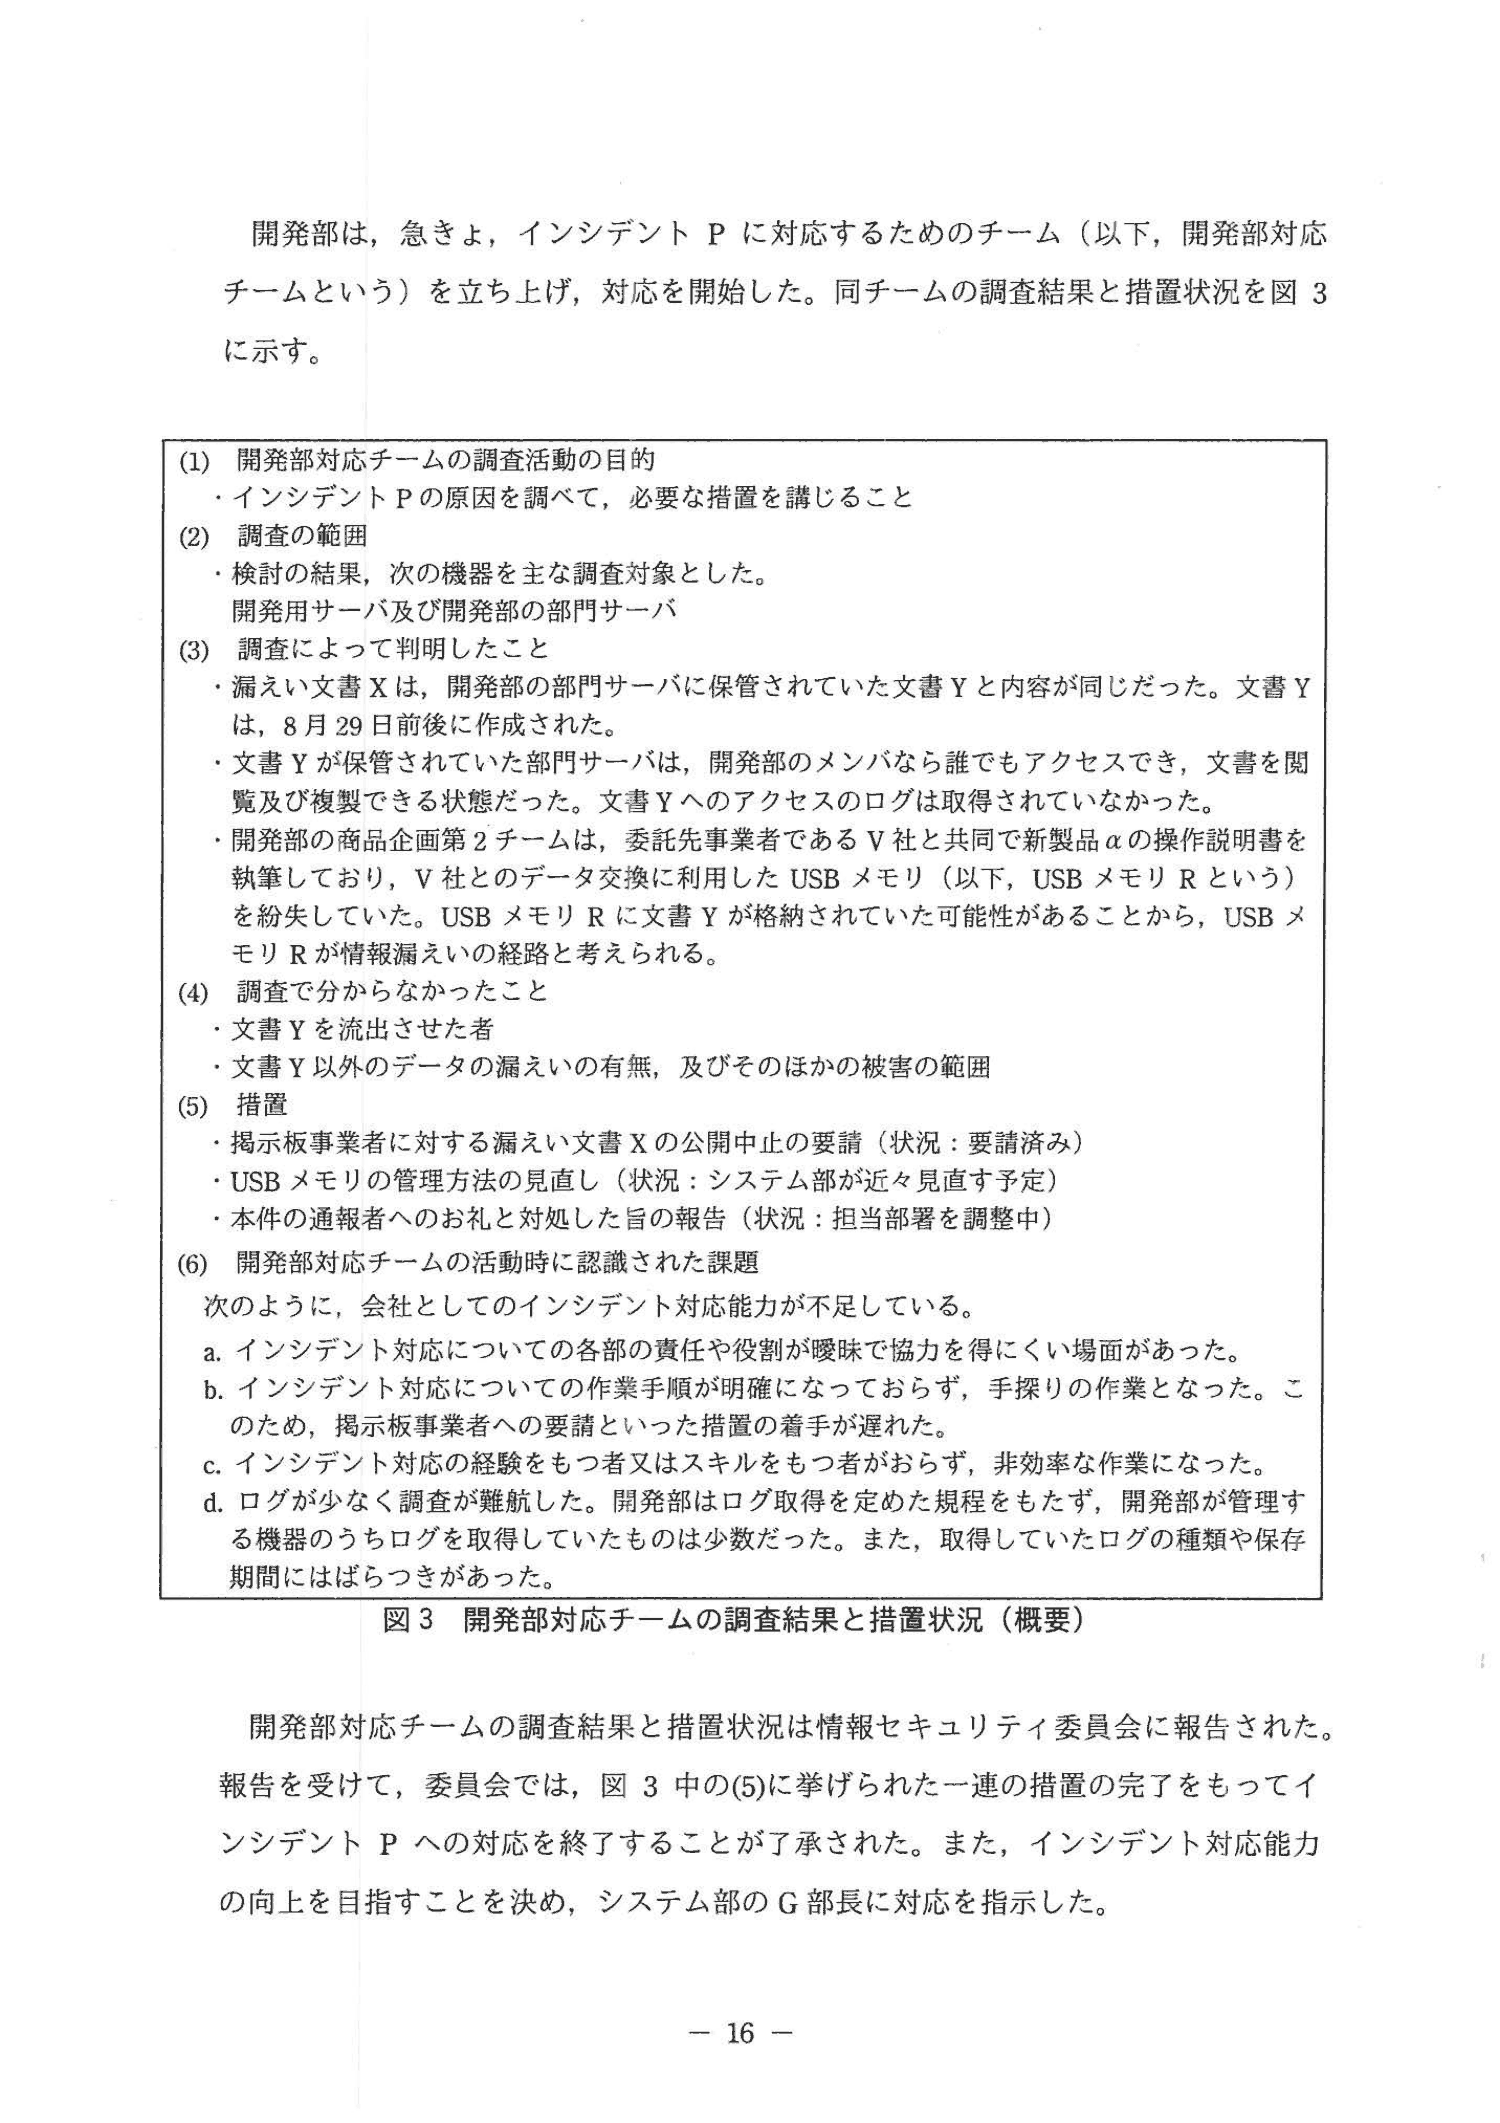 開発部は，急きょ，インシデント P に対応するためのチーム（以下，開発部対応
チームという）を立ち上げ，対応を開始した。同チームの調査結果と措置状況を図 3
に示す。
(1) 開発部対応チームの調査活動の目的
・インシデント P の原因を調べて，必要な措置を講じること
(2) 調査の範囲
・検討の結果，次の機器を主な調査対象とした。
開発用サーバ及び開発部の部門サーバ
(3) 調査によって判明したこと
・漏えい文書 X は，開発部の部門サーバに保管されていた文書 Y と内容が同じだった。文書 Y
は，8 月 29 日前後に作成された。
・文書 Y が保管されていた部門サーバは，開発部のメンバなら誰でもアクセスでき，文書を閲
覧及び複製できる状態だった。文書 Y へのアクセスのログは取得されていなかった。
・開発部の商品企画第 2 チームは，委託先事業者である V 社と共同で新製品 α の操作説明書を
執筆しており，V 社とのデータ交換に利用した USB メモリ（以下，USB メモリ R という）
を紛失していた。USB メモリ R に文書 Y が格納されていた可能性があることから，USB メ
モリ R が情報漏えいの経路と考えられる。
(4) 調査で分からなかったこと
・文書 Y を流出させた者
・文書 Y 以外のデータの漏えいの有無，及びそのほかの被害の範囲
(5) 措置
・掲示板事業者に対する漏えい文書 X の公開中止の要請（状況：要請済み）
・USB メモリの管理方法の見直し（状況：システム部が近々見直す予定）
・本件の通報者へのお礼と対処した旨の報告（状況：担当部署を調整中）
(6) 開発部対応チームの活動時に認識された課題
次のように，会社としてのインシデント対応能力が不足している。
a. インシデント対応についての各部の責任や役割が曖昧で協力を得にくい場面があった。
b. インシデント対応についての作業手順が明確になっておらず，手探りの作業となった。こ
のため，掲示板事業者への要請といった措置の着手が遅れた。
c. インシデント対応の経験をもつ者又はスキルをもつ者がおらず，非効率な作業になった。
d. ログが少なく調査が難航した。開発部はログ取得を定めた規程をもたず，開発部が管理す
る機器のうちログを取得していたものは少数だった。また，取得していたログの種類や保存
期間にはばらつきがあった。
図 3 開発部対応チームの調査結果と措置状況（概要）
開発部対応チームの調査結果と措置状況は情報セキュリティ委員会に報告された。
報告を受けて，委員会では，図 3 中の(5)に挙げられた一連の措置の完了をもってイ
ンシデント P への対応を終了することが了承された。また，インシデント対応能力
の向上を目指すことを決め，システム部の G 部長に対応を指示した。
－ 16 －